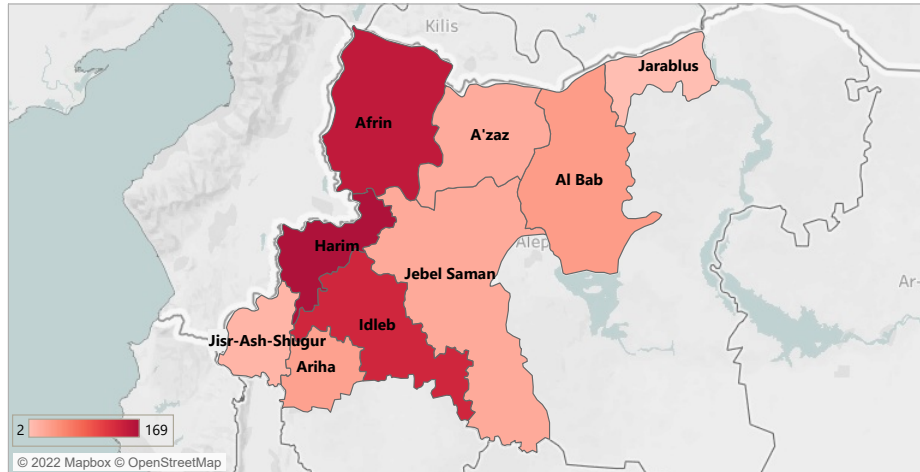 Kilis
Jarablus
Afrin
A'zaz
Al Bab
Harim
Alep
Jebel Saman
Ar-
Idleb
Jisr-Ash-Shugur
Ariha
2
169
© 2022 Mapbox © OpenStreetMap